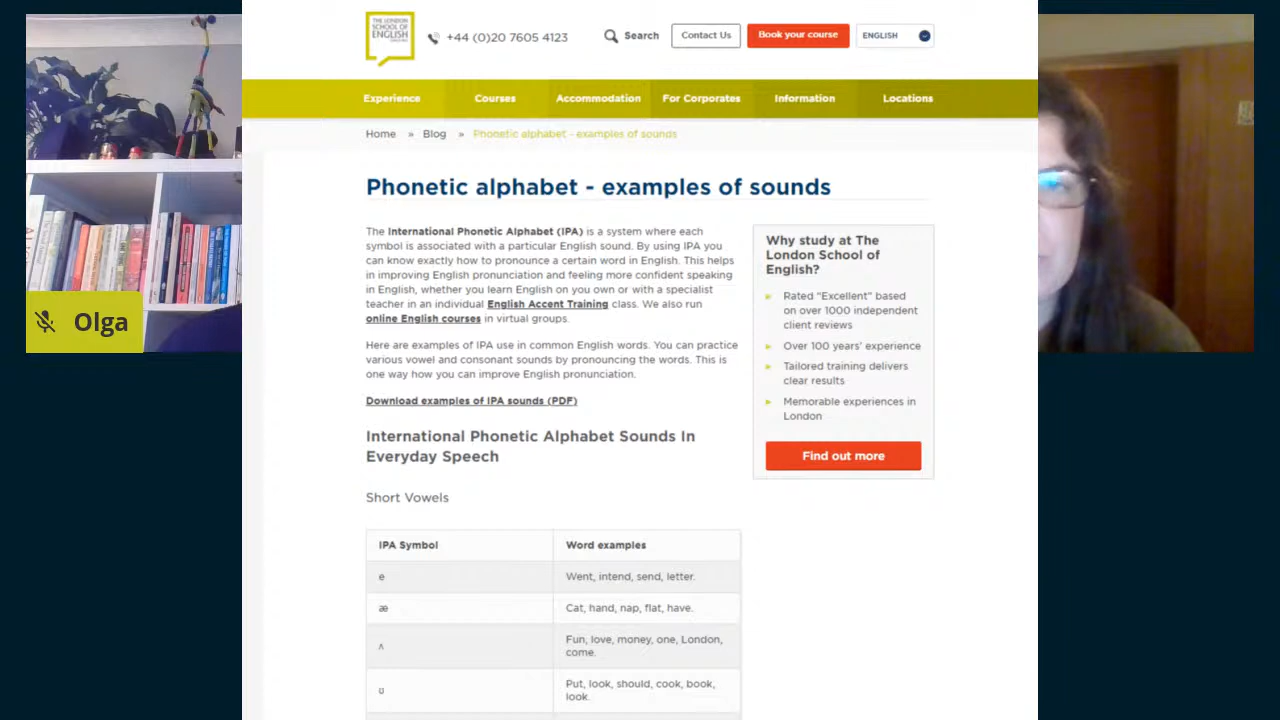 THE LONDON
SCHOOL OF
ENGLISH
+44 (0)20 7605 4123
Search
Contact Us
Book your course
ENGLISH
Experience
Courses
Accommodation
For Corporates
Information
Locations
Home » Blog » Phonetic alphabet - examples of sounds
Phonetic alphabet - examples of sounds
The International Phonetic Alphabet (IPA) is a system where each
symbol is associated with a particular English sound. By using IPA you
can know exactly how to pronounce a certain word in English. This helps
in improving English pronunciation and feeling more confident speaking
in English, whether you learn English on you own or with a specialist
teacher in an individual English Accent Training class. We also run
online English courses in virtual groups.
Here are examples of IPA use in common English words. You can practice
various vowel and consonant sounds by pronouncing the words. This is
one way how you can improve English pronunciation.
Download examples of IPA sounds (PDF)
International Phonetic Alphabet Sounds In
Everyday Speech
Short Vowels
IPA Symbol
Word examples
e
Went, intend, send, letter.
æ
Cat, hand, nap, flat, have.
ʌ
Fun, love, money, one, London,
come.
ʊ
Put, look, should, cook, book,
look.
Why study at The
London School of
English?
Rated "Excellent" based
on over 1000 independent
client reviews
Over 100 years' experience
Tailored training delivers
clear results
Memorable experiences in
London
Find out more
Olga